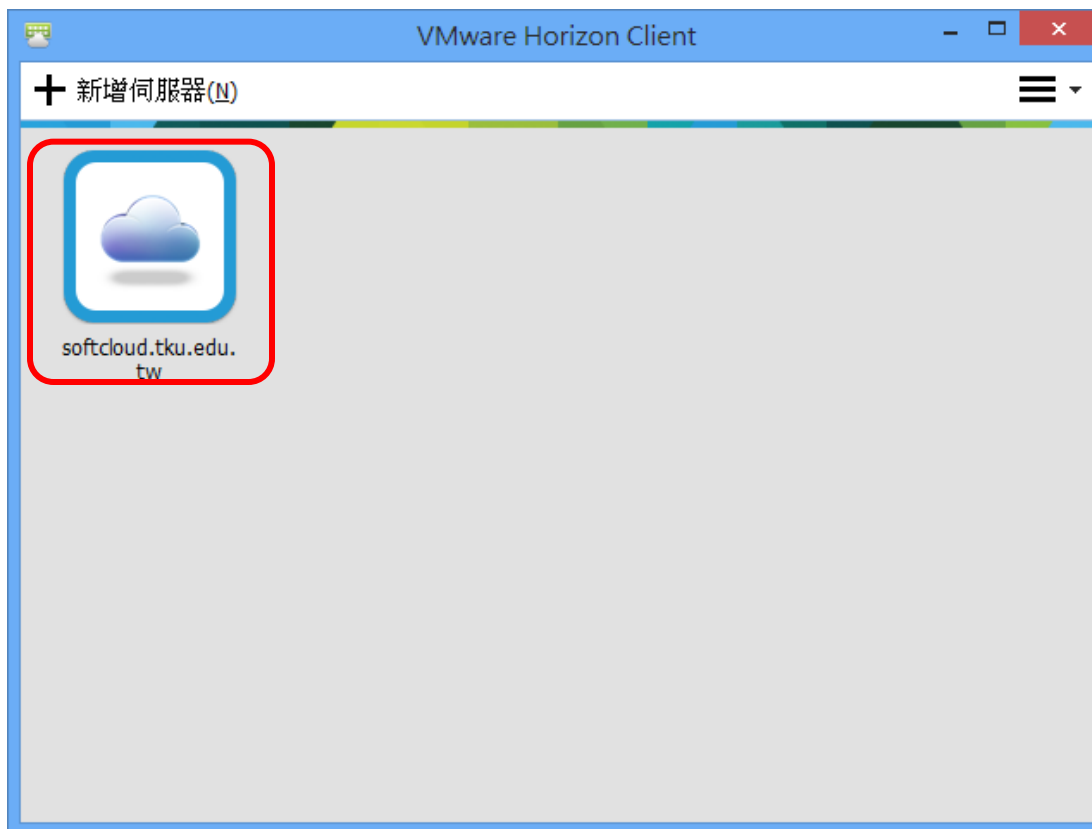 VMware Horizon Client
新增伺服器(N)
softcloud.tku.edu.
tw